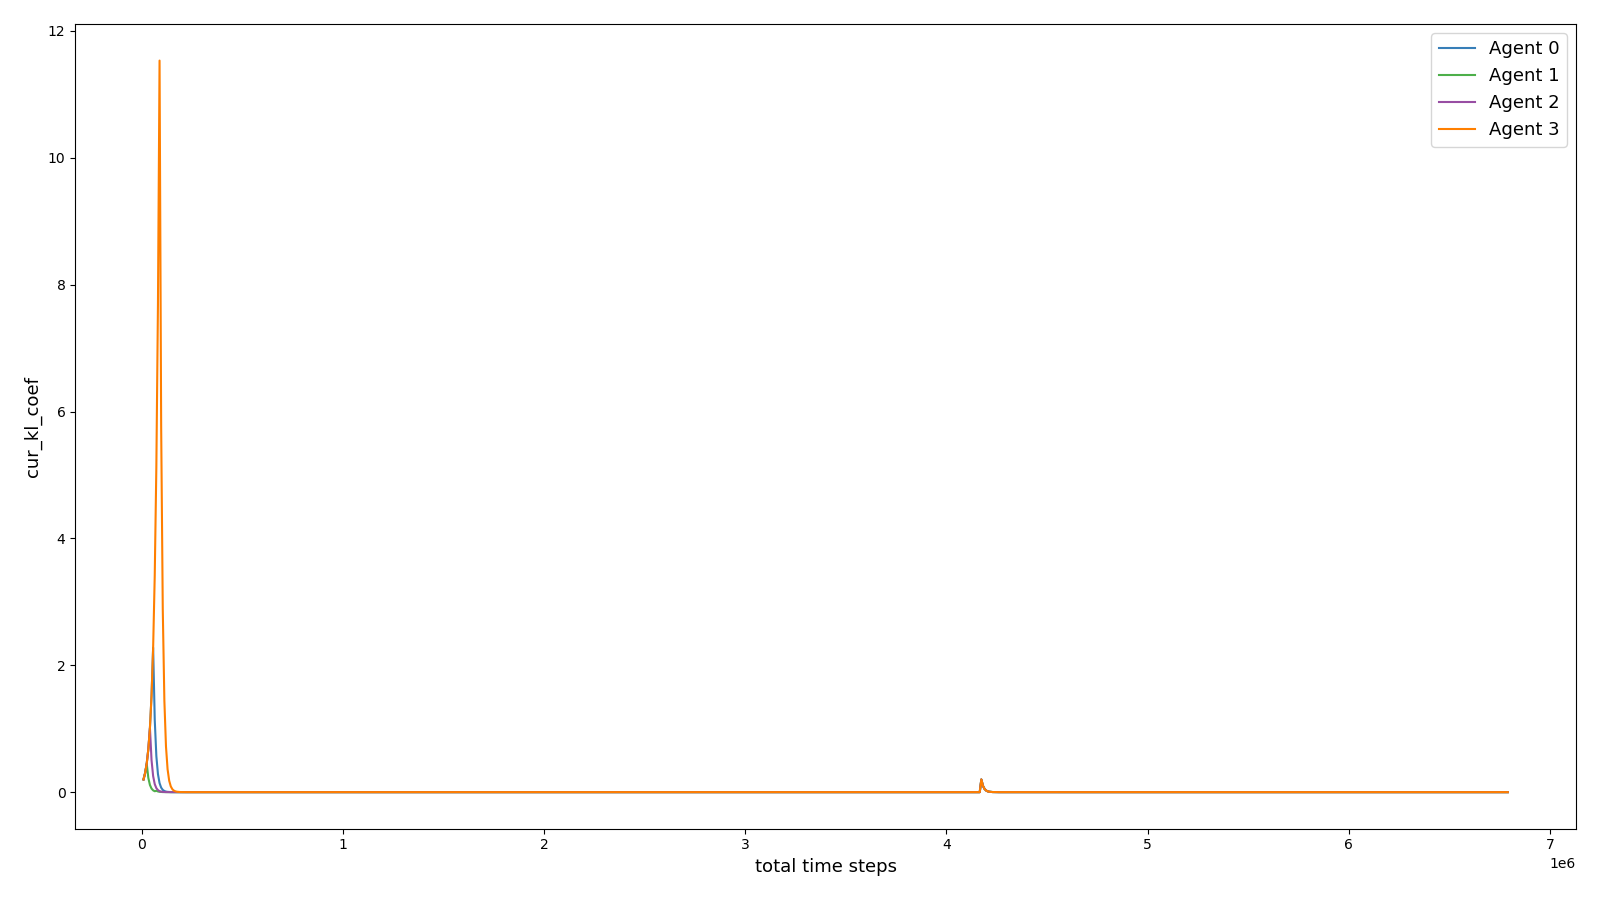 12
10
8
6
4
2
0
cur_kl_coef
Agent 0
Agent 1
Agent 2
Agent 3
0 1 2 3 4 5 6 7
1e6
total time steps